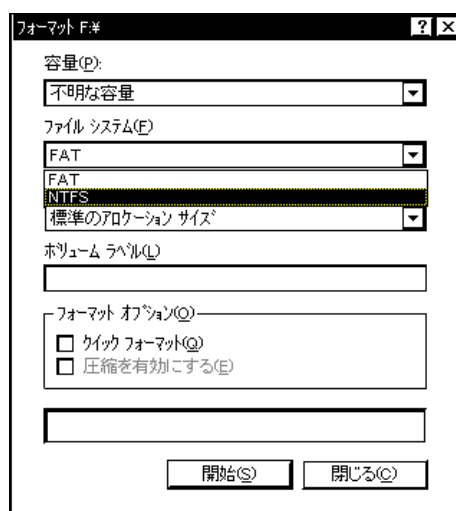 フォーマット F:¥
容量(P):
不明な容量
ファイル システム(F)
FAT
FAT
NTFS
標準のアロケーション サイズ
ボリューム ラベル(L)
フォーマット オプション(O)
クイック フォーマット(Q)
圧縮を有効にする(E)
開始(S)
閉じる(C)